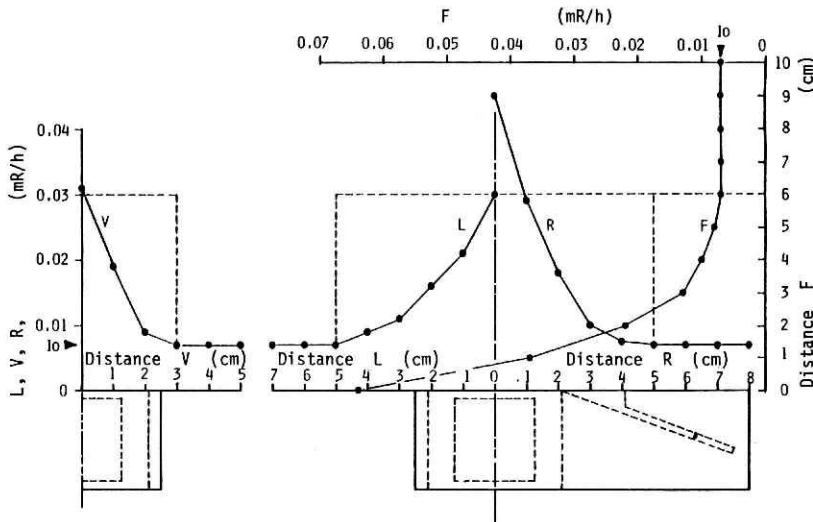 F (mR/h)
0.07 0.06 0.05 0.04 0.03 0.02 0.01 0
Io
10
9
8
7
6
5
4
3
2
1
0
Distance F (cm)
0.04
0.03
0.02
0.01
Io
0
L, V, R, (mR/h)
V
L
R
F
Distance V (cm)
1 2 3 4 5
Distance L (cm)
7 6 5 4 3 2 1 0
Distance R (cm)
1 2 3 4 5 6 7 8